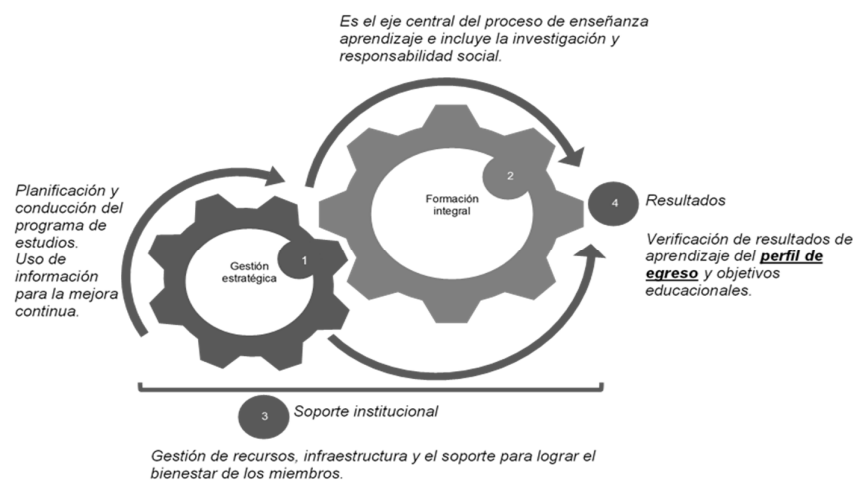 Es el eje central del proceso de enseñanza
aprendizaje e incluye la investigación y
responsabilidad social.
Planificación y
conducción del
programa de
estudios.
Uso de
información
para la mejora
continua.
1
Gestión
estratégica
2
Formación
integral
4
Resultados
Verificación de resultados de
aprendizaje del perfil de
egreso y objetivos
educacionales.
3
Soporte institucional
Gestión de recursos, infraestructura y el soporte para lograr el
bienestar de los miembros.